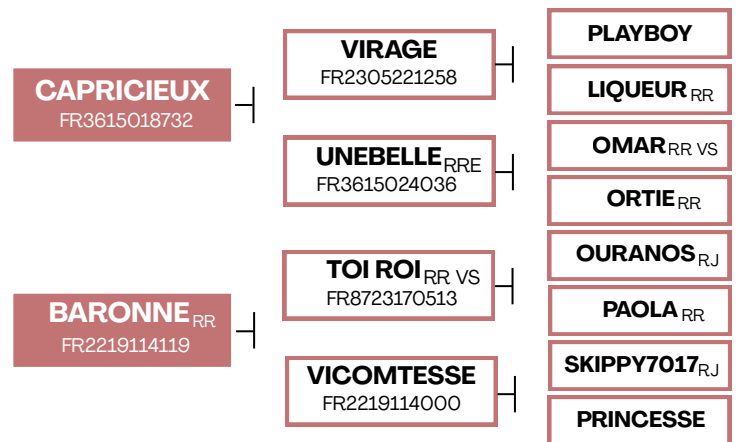 CAPRICIEUX
FR3615018732
VIRAGE
FR2305221258
PLAYBOY
LIQUEUR RR
UNEBELLE RRE
FR3615024036
OMAR RR VS
ORTIE RR
BARONNE RR
FR2219114119
TOI ROI RR VS
FR8723170513
OURANOS RJ
PAOLA RR
VICOMTESSE
FR2219114000
SKIPPY7017 RJ
PRINCESSE